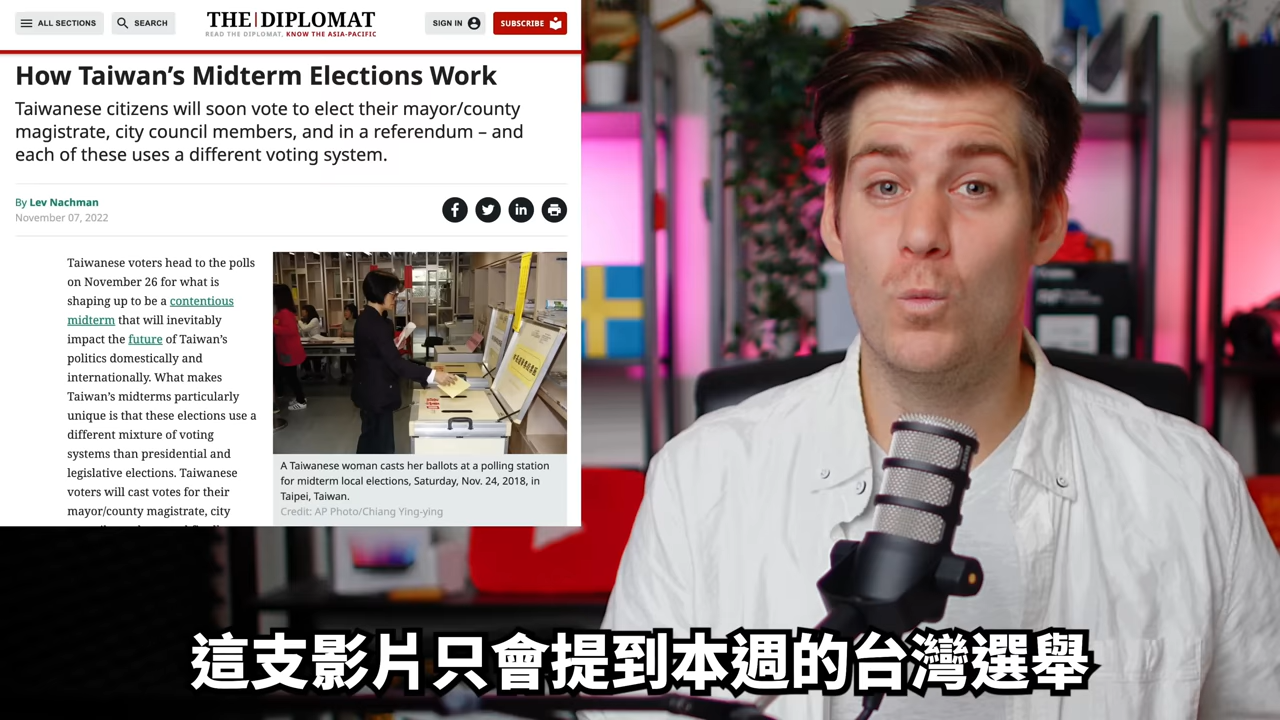 ALL SECTIONS
SEARCH
THE|DIPLOMAT
READ THE DIPLOMAT, KNOW THE ASIA-PACIFIC
SIGN IN
SUBSCRIBE
How Taiwan's Midterm Elections Work
Taiwanese citizens will soon vote to elect their mayor/county
magistrate, city council members, and in a referendum – and
each of these uses a different voting system.
By Lev Nachman
November 07, 2022
Taiwanese voters head to the polls
on November 26 for what is
shaping up to be a contentious
midterm that will inevitably
impact the future of Taiwan's
politics domestically and
internationally. What makes
Taiwan's midterms particularly
unique is that these elections use a
different mixture of voting
systems than presidential and
legislative elections. Taiwanese
voters will cast votes for their
mayor/county magistrate, city
A Taiwanese woman casts her ballots at a polling station
for midterm local elections, Saturday, Nov. 24, 2018, in
Taipei, Taiwan.
Credit: AP Photo/Chiang Ying-ying
這支影片只會提到本週的台灣選舉